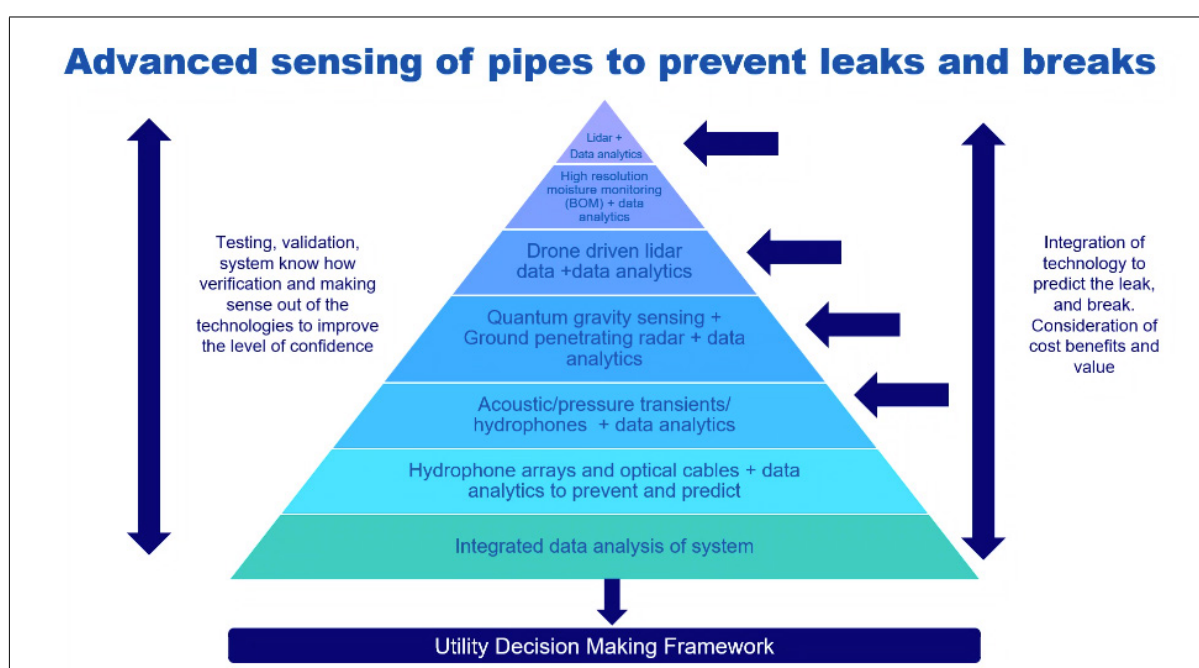 Advanced sensing of pipes to prevent leaks and breaks
Lidar +
Data analytics
High resolution
moisture monitoring
(BOM) + data
analytics
Drone driven lidar
data +data analytics
Quantum gravity sensing +
Ground penetrating radar + data
analytics
Acoustic/pressure transients/
hydrophones + data analytics
Hydrophone arrays and optical cables + data
analytics to prevent and predict
Integrated data analysis of system
Testing, validation,
system know how
verification and making
sense out of the
technologies to improve
the level of confidence
Integration of
technology to
predict the leak,
and break.
Consideration of
cost benefits and
value
Utility Decision Making Framework